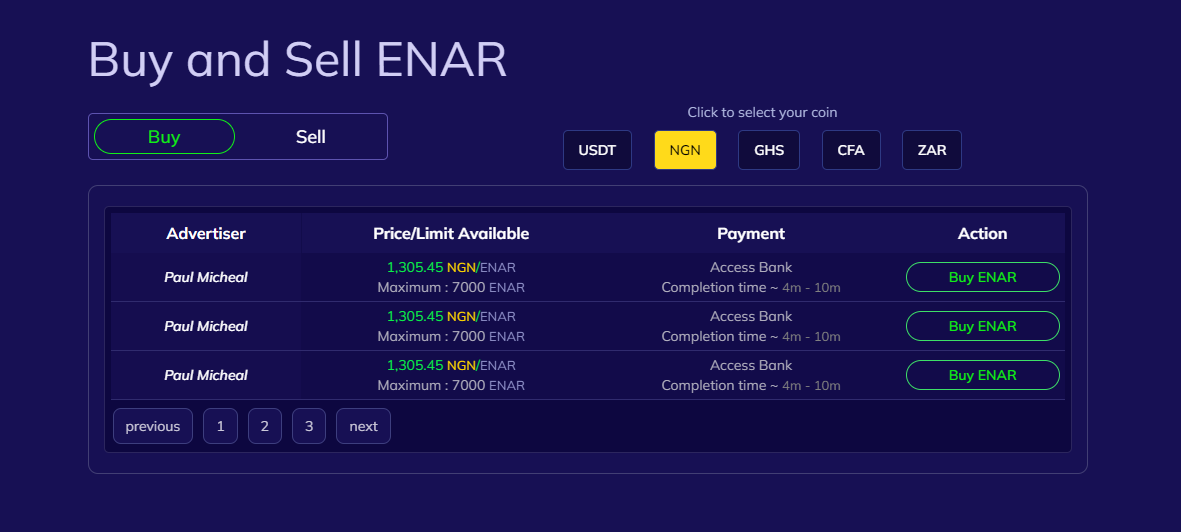 Buy and Sell ENAR
Click to select your coin
Buy Sell
USDT NGN GHS CFA ZAR
Advertiser Price/Limit Available Payment Action
Paul Micheal
1,305.45 NGN/ENAR
Maximum : 7000 ENAR
Access Bank
Completion time ~ 4m - 10m
Buy ENAR
Paul Micheal
1,305.45 NGN/ENAR
Maximum : 7000 ENAR
Access Bank
Completion time ~ 4m - 10m
Buy ENAR
Paul Micheal
1,305.45 NGN/ENAR
Maximum : 7000 ENAR
Access Bank
Completion time ~ 4m - 10m
Buy ENAR
previous 1 2 3 next